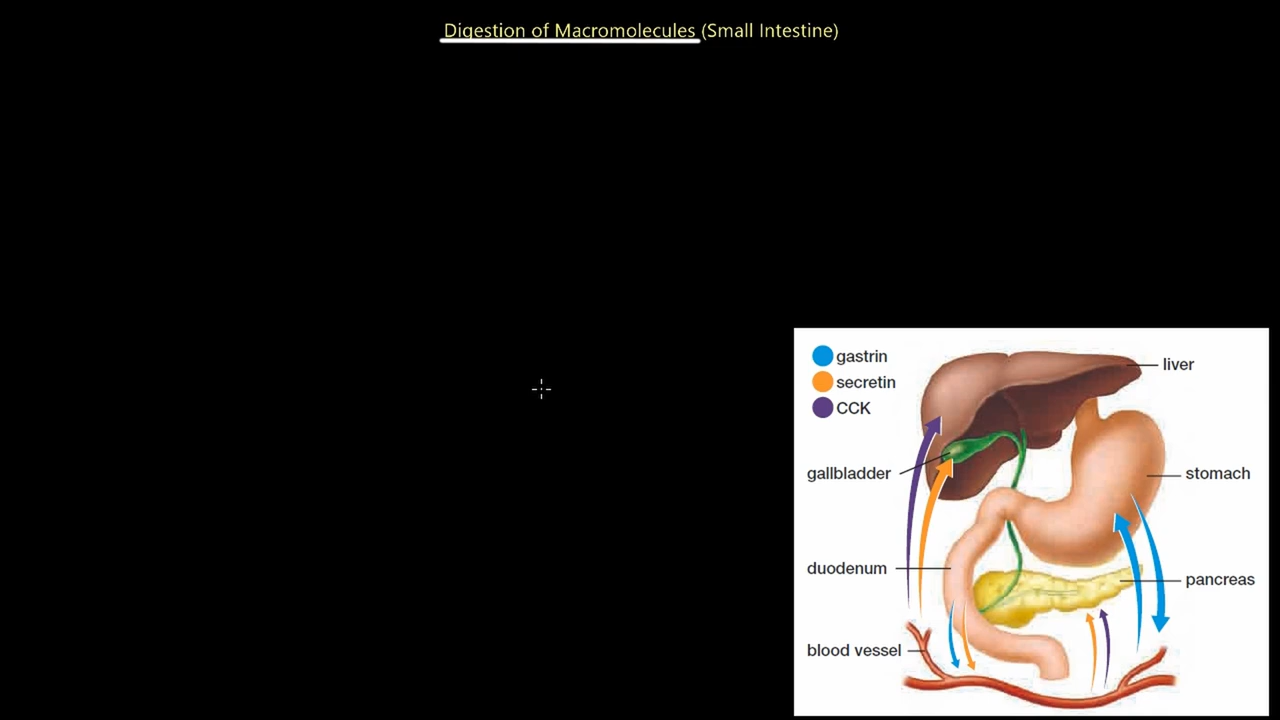 Digestion of Macromolecules (Small Intestine)
gastrin
secretin
CCK
liver
gallbladder
stomach
duodenum
pancreas
blood vessel